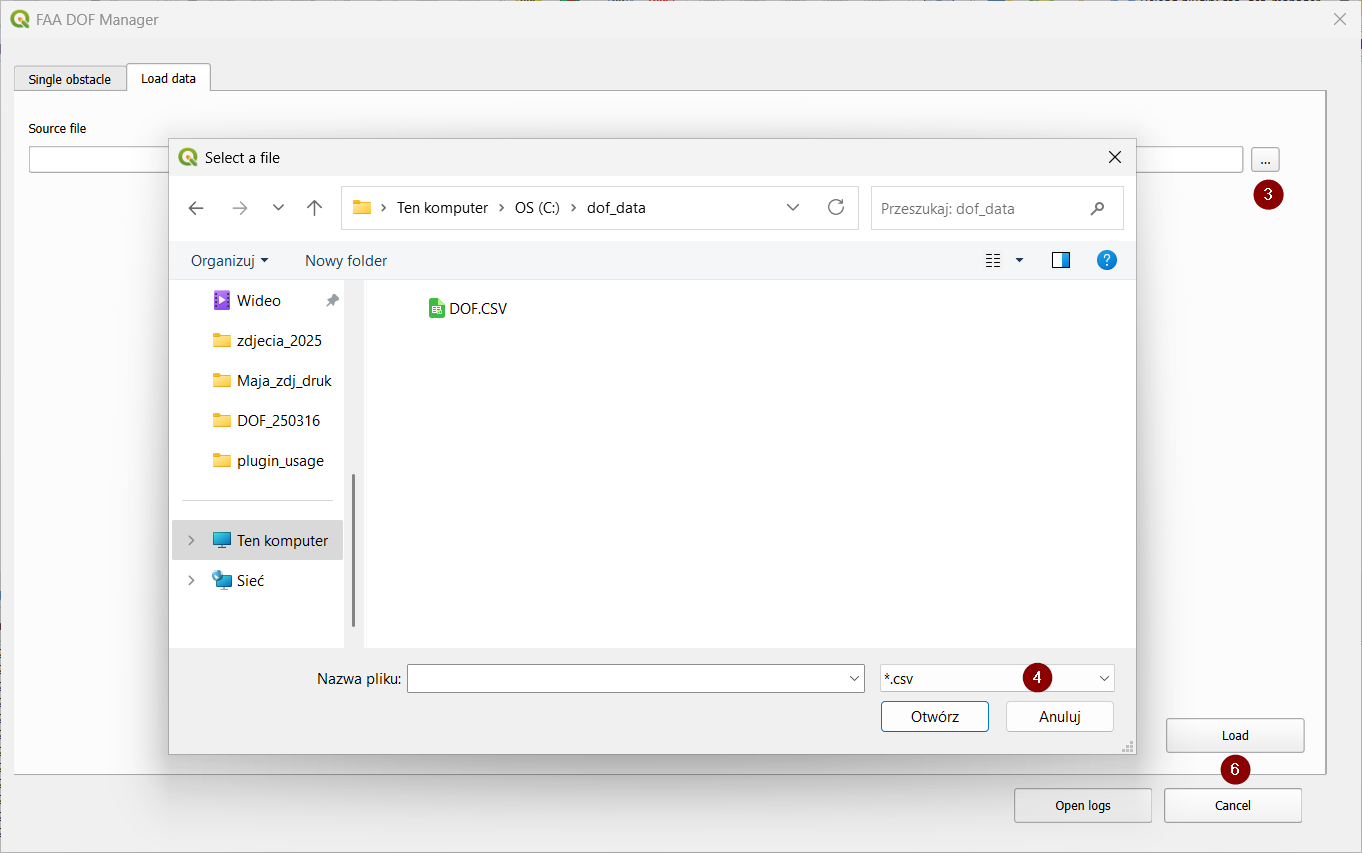 FAA DOF Manager
Single obstacle
Load data
Source file
...
3
Select a file
Ten komputer
OS (C:)
dof_data
Przeszukaj: dof_data
Organizuj
Nowy folder
?
Wideo
zdjecia_2025
Maja_zdj_druk
DOF_250316
plugin_usage
Ten komputer
Sieć
DOF.CSV
Nazwa pliku:
*.csv
4
Otwórz
Anuluj
Load
6
Open logs
Cancel